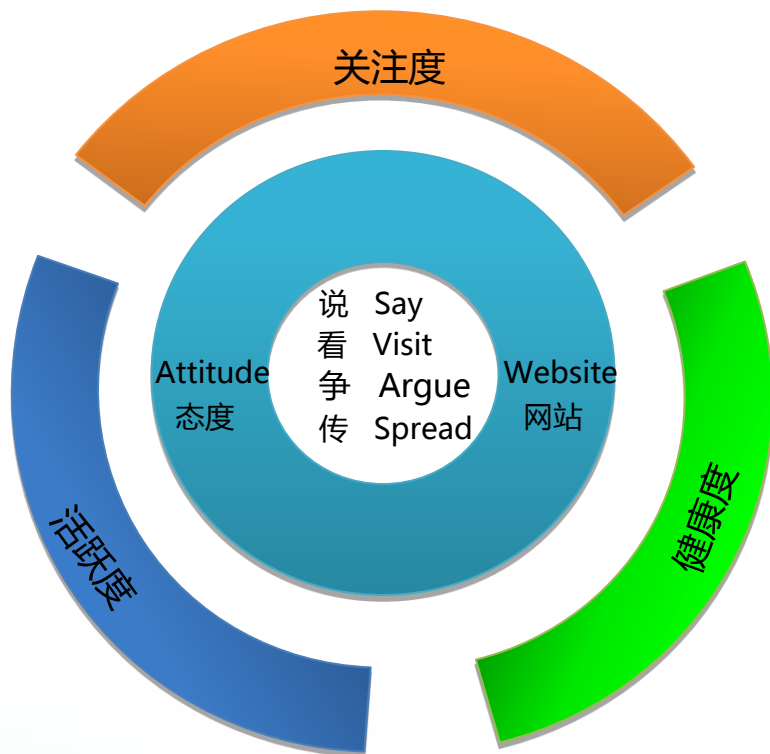 关注度
说 Say
看 Visit
争 Argue
传 Spread
Attitude
态度
Website
网站
活跃度
健康度